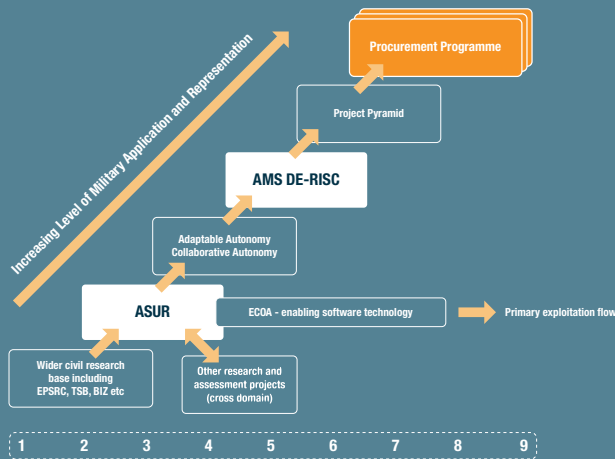 Procurement Programme
Increasing Level of Military Application and Representation
Project Pyramid
AMS DE-RISC
Adaptable Autonomy
Collaborative Autonomy
ASUR
ECOA - enabling software technology
Primary exploitation flow
Wider civil research
base including
EPSRC, TSB, BIZ etc
Other research and
assessment projects
(cross domain)
1 2 3 4 5 6 7 8 9